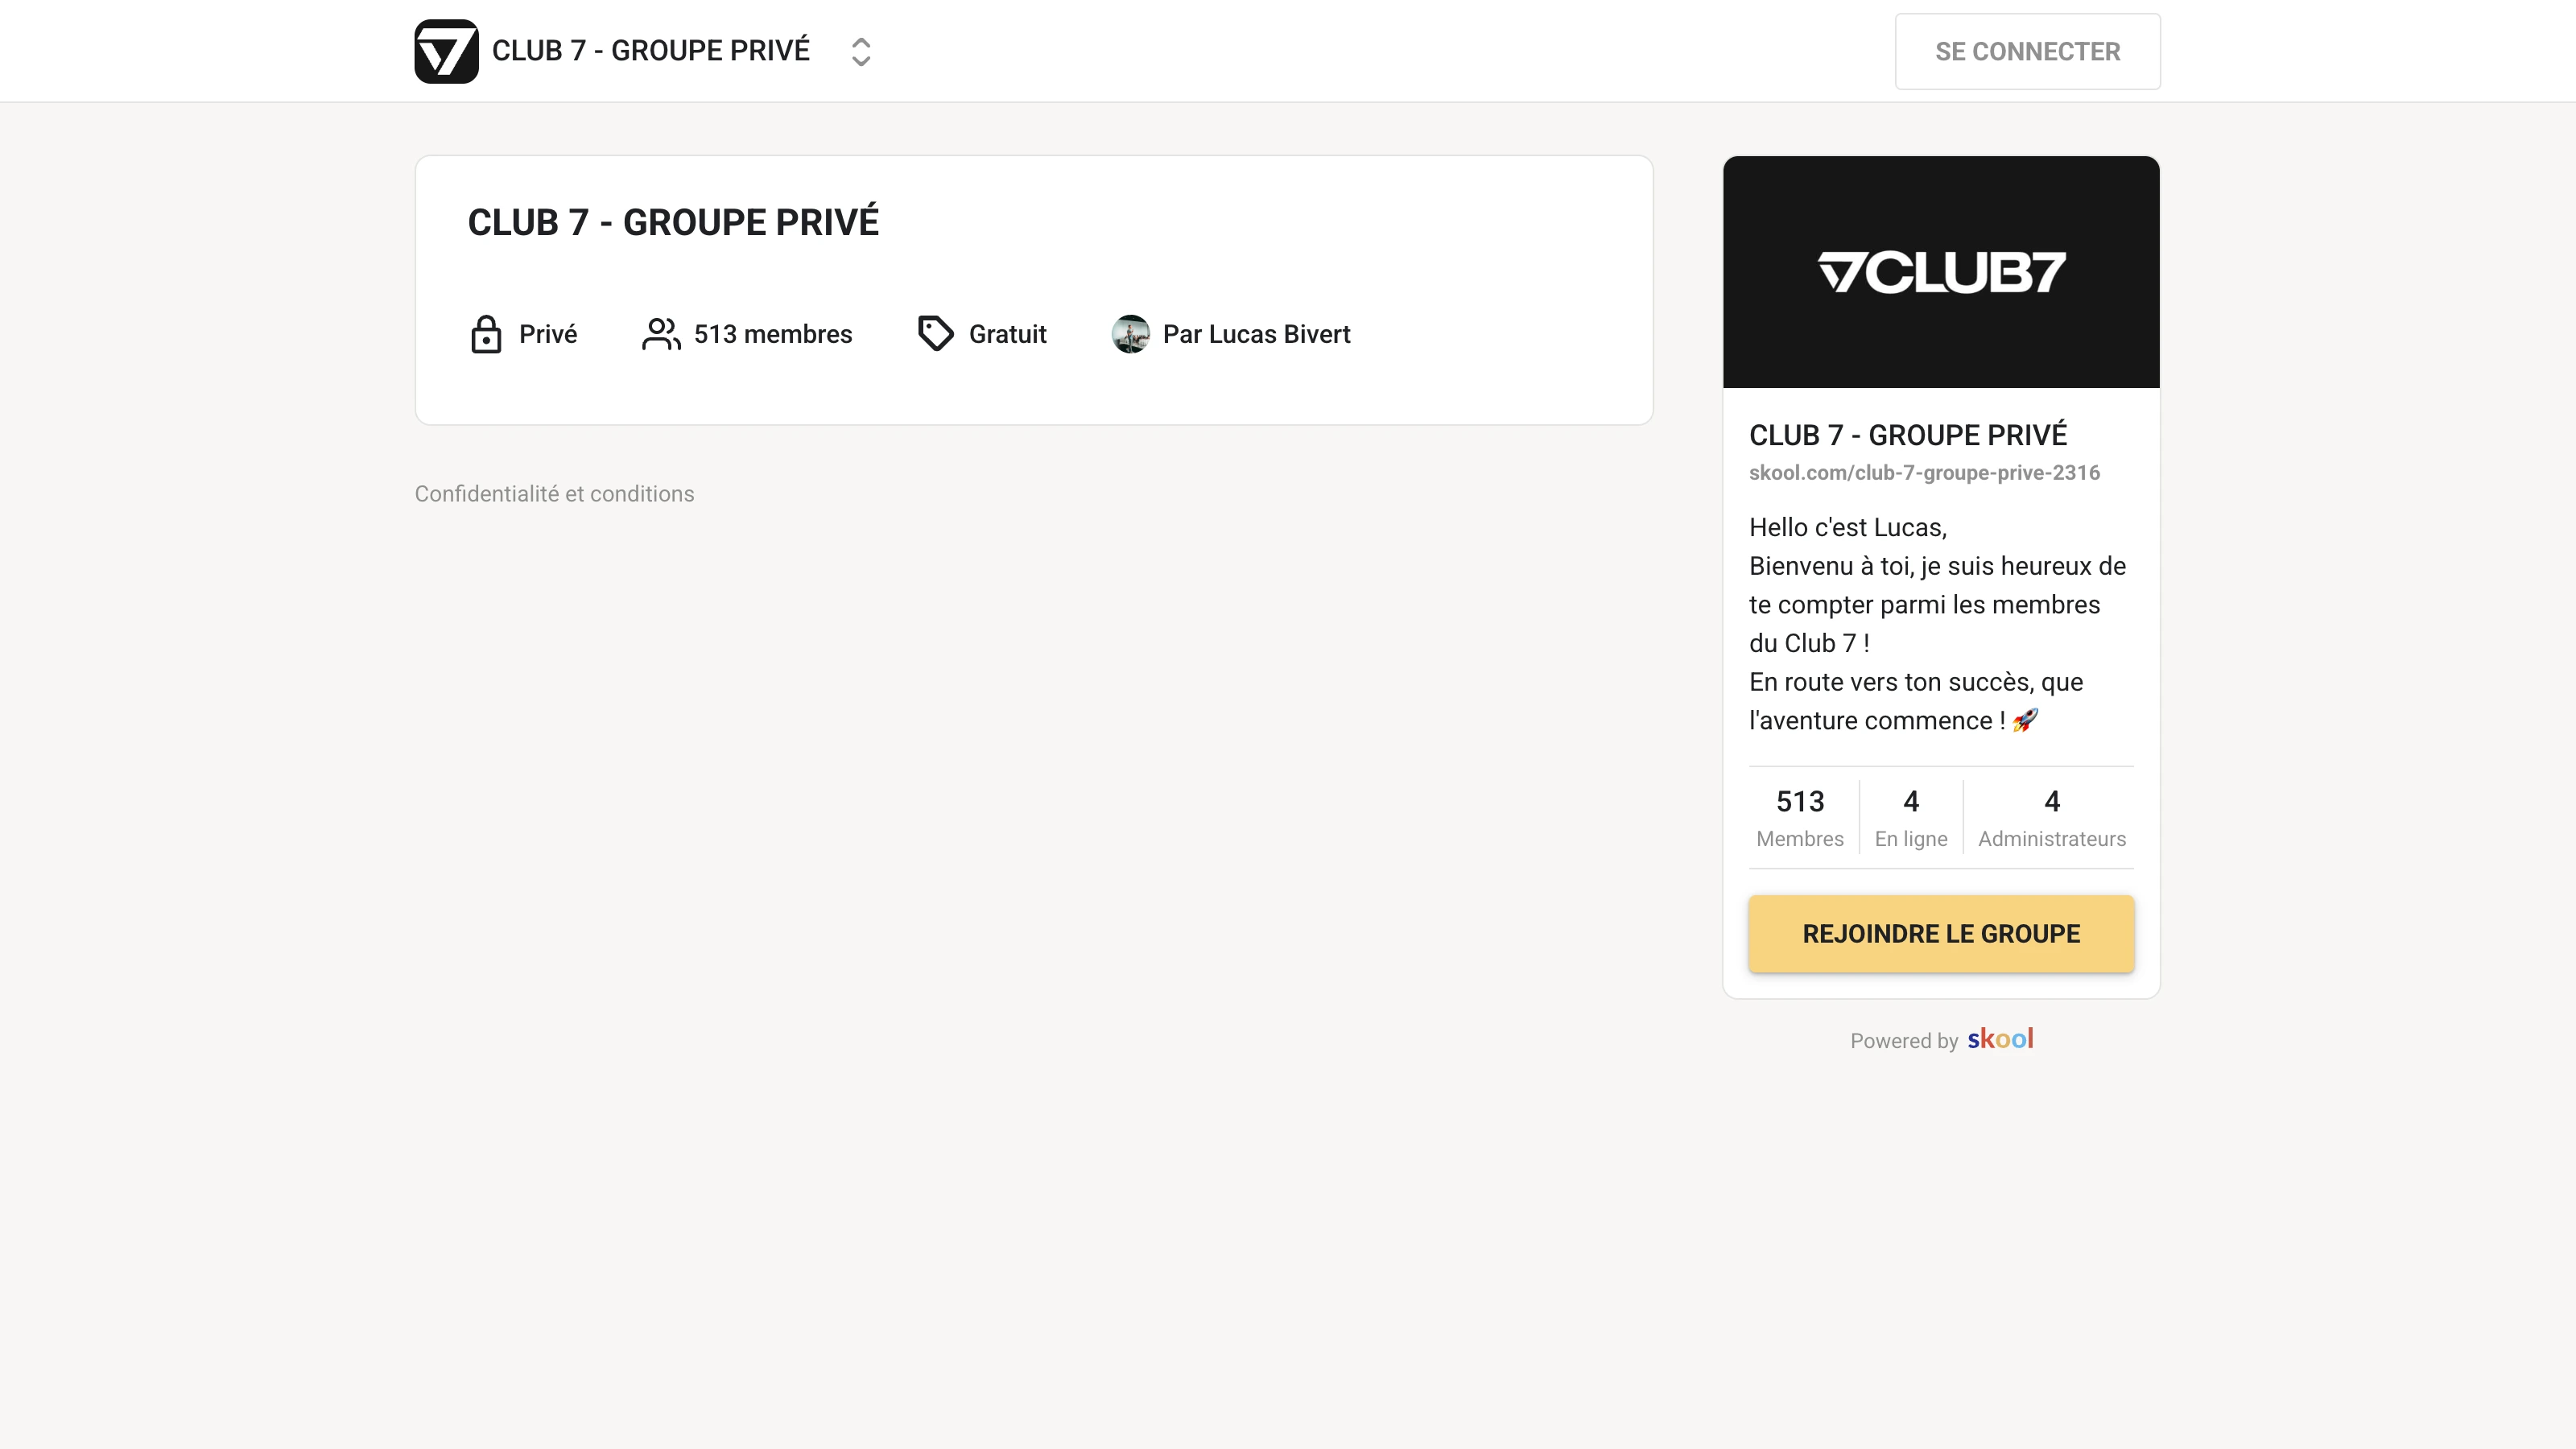 CLUB 7 - GROUPE PRIVÉ
SE CONNECTER
CLUB 7 - GROUPE PRIVÉ
Privé
513 membres
Gratuit
Par Lucas Bivert
Confidentialité et conditions
CLUB7
CLUB 7 - GROUPE PRIVÉ
skool.com/club-7-groupe-prive-2316
Hello c'est Lucas,
Bienvenu à toi, je suis heureux de
te compter parmi les membres
du Club 7 !
En route vers ton succès, que
l'aventure commence ! 🚀
513
Membres
4
En ligne
4
Administrateurs
REJOINDRE LE GROUPE
Powered by skool